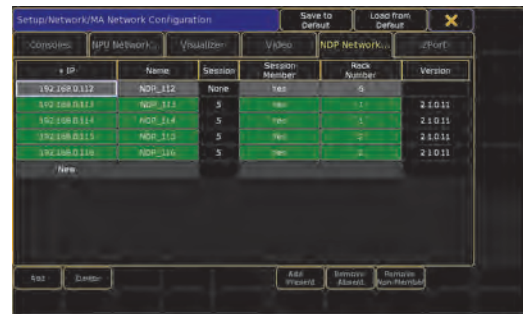 Setup/Network/MA Network Configuration
Save to Default
Load from Default
Consoles
NPU Network...
Visualizer
Video
NDP Network...
2Port
IP Name Session Session Member Rack Number Version
192.168.0.112 NDP_112 None Yes
192.168.0.113 NDP_113 5 Yes 1 2.1.0.11
192.168.0.114 NDP_114 5 Yes 1 2.1.0.11
192.168.0.115 NDP_115 5 Yes 2 2.1.0.11
192.168.0.116 NDP_116 5 Yes 2 2.1.0.11
New
Add
Delete
Add Present
Remove Absent
Remove Non-Member